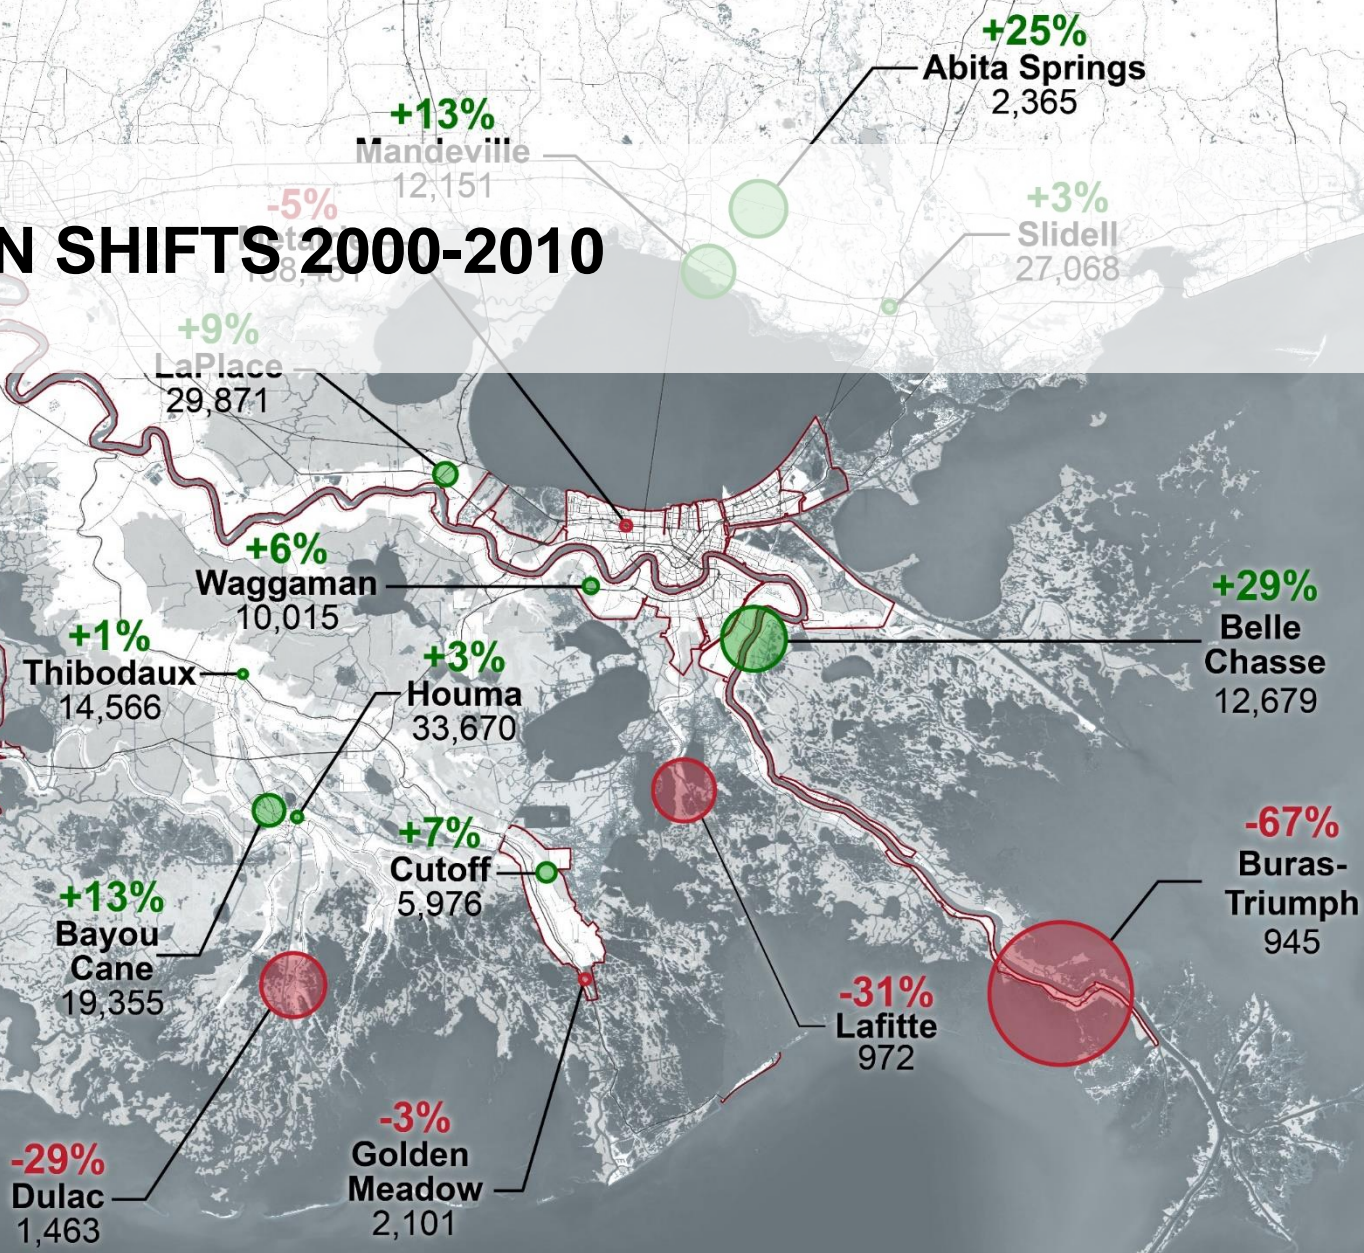 +25%
Abita Springs
2,365
+13%
Mandeville
12,151
-5%
+3%
Slidell
27,068
N SHIFTS 2000-2010
+9%
LaPlace
29,871
+6%
Waggaman
10,015
+29%
Belle
Chasse
12,679
+1%
Thibodaux
14,566
+3%
Houma
33,670
+7%
Cutoff
5,976
-67%
Buras-
Triumph
945
+13%
Bayou
Cane
19,355
-31%
Lafitte
972
-3%
Golden
Meadow
2,101
-29%
Dulac
1,463